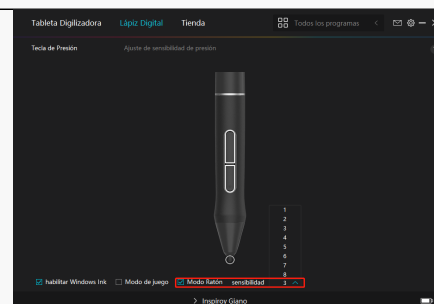 Tableta Digilizadora Lápiz Digital Tienda Todos los programas
Tecla de Presión Ajuste de sensibilidad de presión
1
2
3
4
5
6
7
8
habilitar Windows Ink Modo de juego Modo Ratón sensibilidad 3
Inspiroy Giano